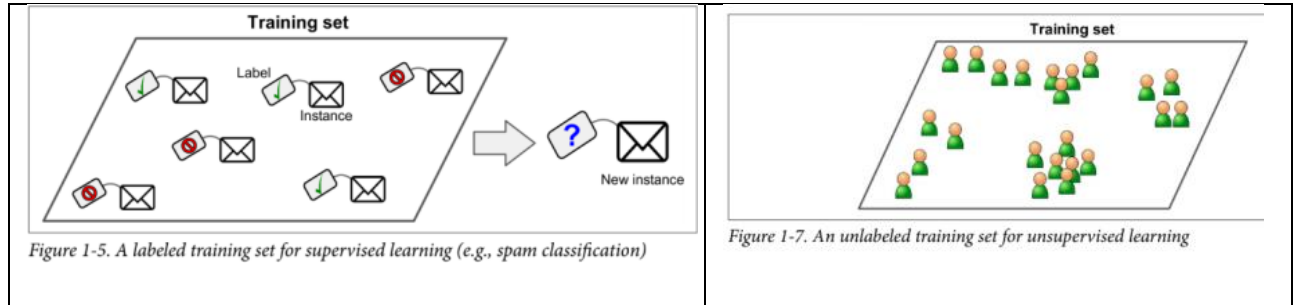 Training set
Label
Instance
?
New instance
Figure 1-5. A labeled training set for supervised learning (e.g., spam classification)
Training set
Figure 1-7. An unlabeled training set for unsupervised learning